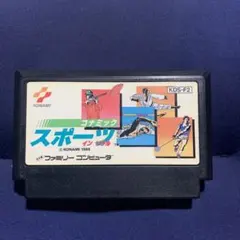 KONAMI
KDS-F2
コナミック
スポーツ
イン ソウル
© KONAMI 1988
ファミリー コンピュータ